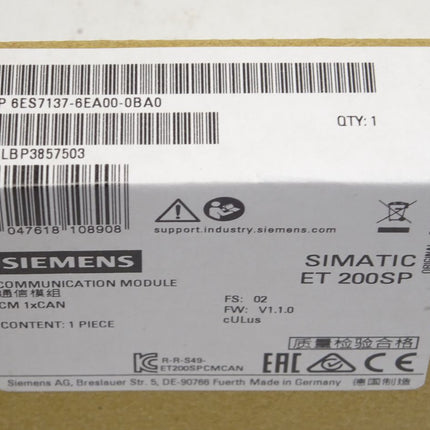 P 6ES7137-6EA00-0BA0
QTY: 1
LBP3857503
047618 108908
support.industry.siemens.com
SIEMENS
SIMATIC
ET 200SP
COMMUNICATION MODULE
通信模组
CM 1xCAN
CONTENT: 1 PIECE
FS: 02
FW: V1.1.0
cULus
ORIGINAL
质量检验合格
R-R-S49-
ET200SPCMCAN
EAC CE
Siemens AG, Breslauer Str. 5, DE-90766 Fuerth Made in Germany 德国制造